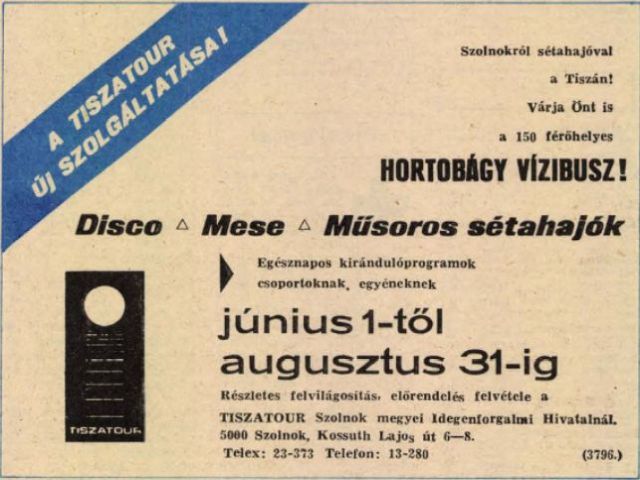 A TISZATOUR
ÚJ SZOLGÁLTATÁSA!
Szolnokról sétahajóval
a Tiszán!
Várja Önt is
a 150 férőhelyes
HORTOBÁGY VÍZIBUSZ!
Disco △ Mese △ Műsoros sétahajók
Egésznapos kirándulóprogramok
csoportoknak, egyéneknek
június 1-től
augusztus 31-ig
Részletes felvilágosítás, előrendelés felvétele a
TISZATOUR Szolnok megyei Idegenforgalmi Hivatalnál.
5000 Szolnok, Kossuth Lajos út 6—8.
Telex: 23-373 Telefon: 13-280
(3796.)
TISZATOUR